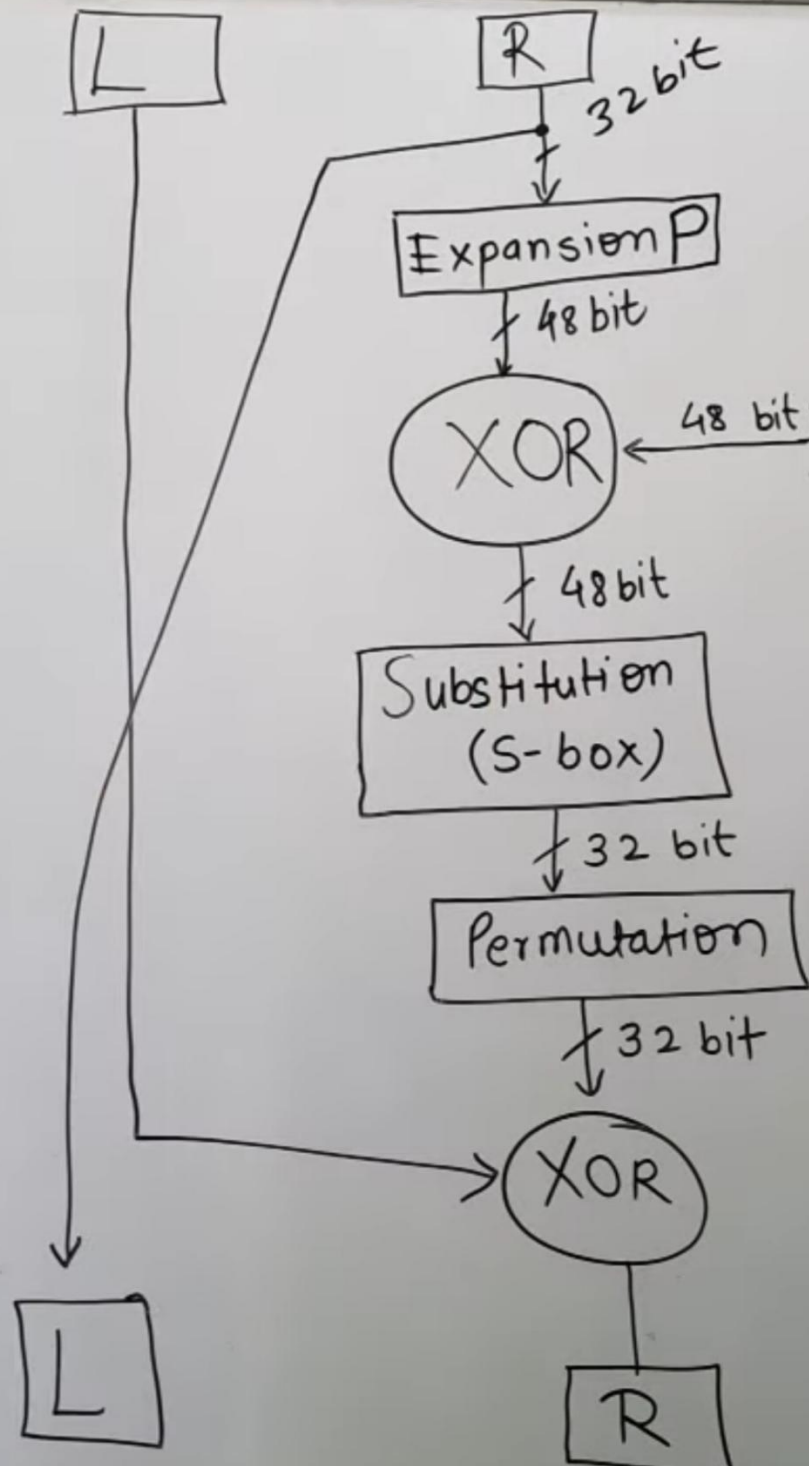 L
R
32 bit
Expansion P
48 bit
XOR
48 bit
48 bit
Substitution
(S-box)
32 bit
Permutation
32 bit
XOR
L
R